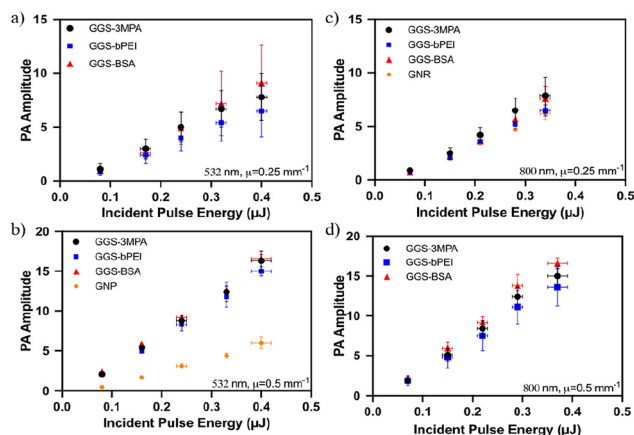 a)
GGS-3MPA
GGS-bPEI
GGS-BSA
PA Amplitude
15
10
5
0
532 nm, μ=0.25 mm⁻¹
0.0 0.1 0.2 0.3 0.4 0.5
Incident Pulse Energy (μJ)
c)
GGS-3MPA
GGS-bPEI
GGS-BSA
GNR
PA Amplitude
15
10
5
0
800 nm, μ=0.25 mm⁻¹
0.0 0.1 0.2 0.3 0.4 0.5
Incident Pulse Energy (μJ)
b)
GGS-3MPA
GGS-bPEI
GGS-BSA
GNP
PA Amplitude
20
15
10
5
0
532 nm, μ=0.5 mm⁻¹
0.0 0.1 0.2 0.3 0.4 0.5
Incident Pulse Energy (μJ)
d)
GGS-3MPA
GGS-bPEI
GGS-BSA
PA Amplitude
20
15
10
5
0
800 nm, μ=0.5 mm⁻¹
0.0 0.1 0.2 0.3 0.4 0.5
Incident Pulse Energy (μJ)